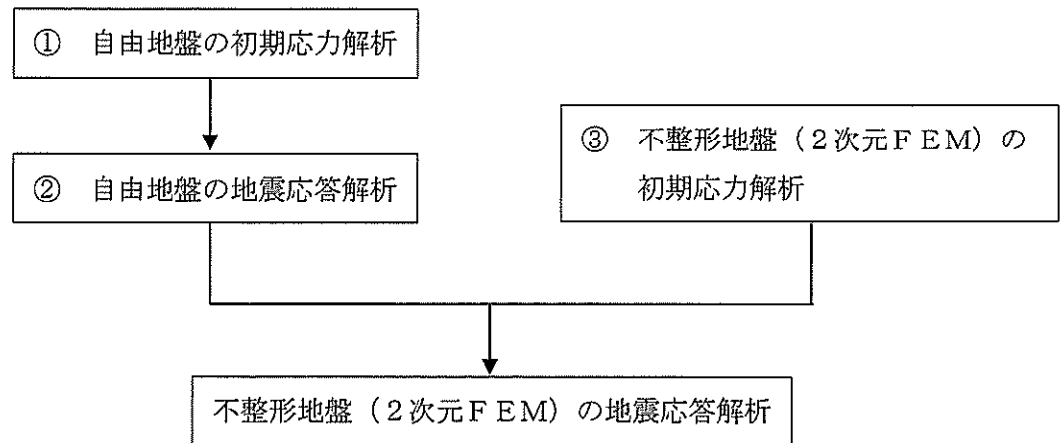 ① 自由地盤の初期応力解析
② 自由地盤の地震応答解析
③ 不整形地盤（２次元ＦＥＭ）の
初期応力解析
不整形地盤（２次元ＦＥＭ）の地震応答解析